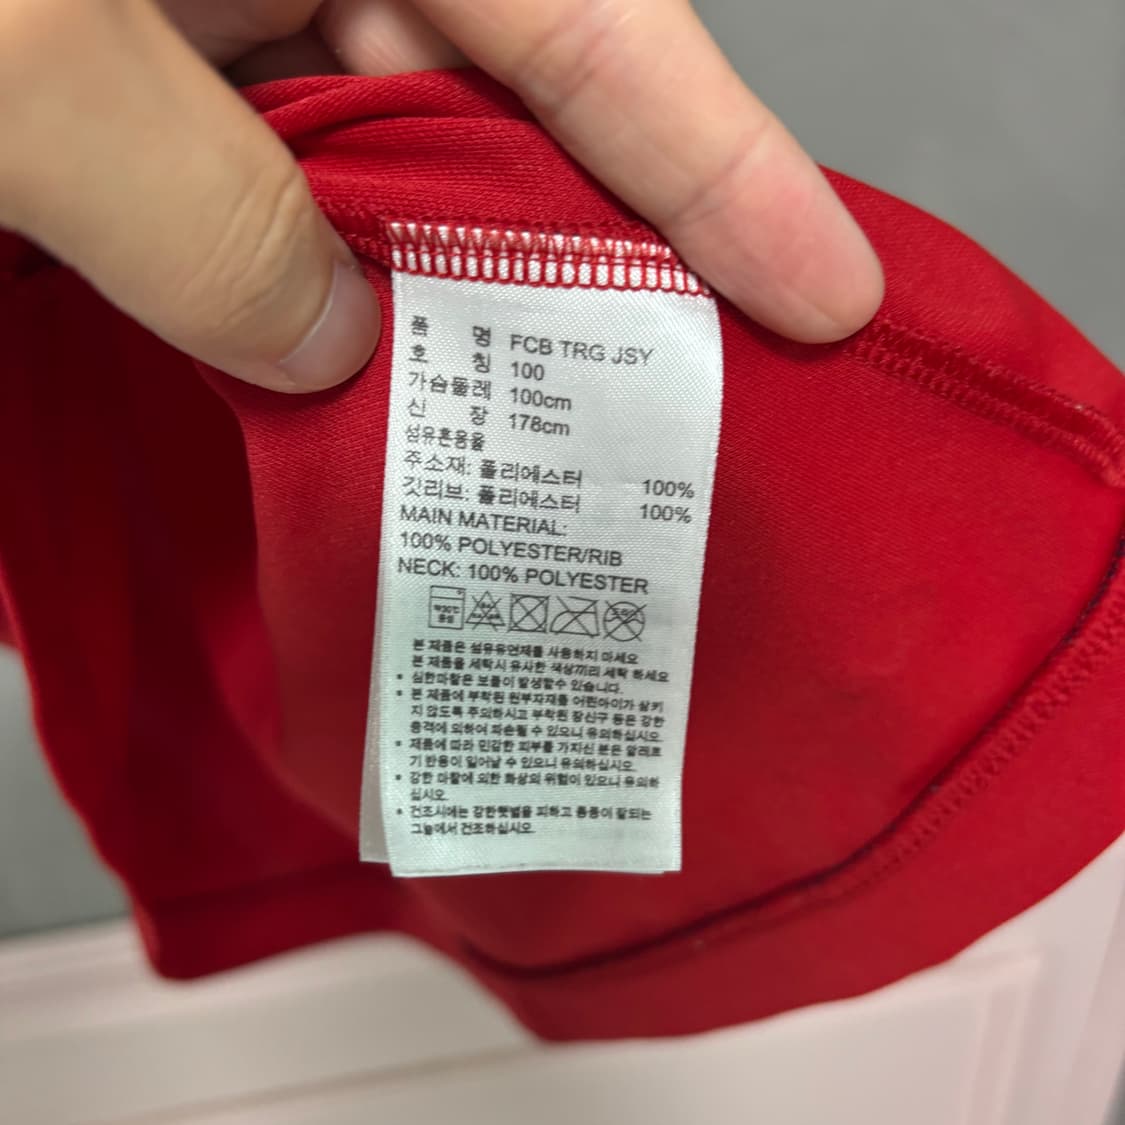 품 명 FCB TRG JSY
호 칭 100
가슴둘레 100cm
신 장 178cm
섬유혼용율
주소재: 폴리에스터 100%
깃리브: 폴리에스터 100%
MAIN MATERIAL:
100% POLYESTER/RIB
NECK: 100% POLYESTER
약30℃
중성
본 제품은 섬유유연제를 사용하지 마세요
본 제품을 세탁시 유사한 색상끼리 세탁 하세요
• 심한마찰은 보풀이 발생할수 있습니다.
• 본 제품에 부착된 원부자재를 어린아이가 삼키
지 않도록 주의하시고 부착된 장신구 등은 강한
충격에 의하여 파손될 수 있으니 유의하십시오.
• 제품에 따라 민감한 피부를 가지신 분은 알레르
기 반응이 일어날 수 있으니 유의하십시오.
• 강한 마찰에 의한 화상의 위험이 있으니 유의하
십시오.
• 건조시에는 강한햇볕을 피하고 통풍이 잘되는
그늘에서 건조하십시오.